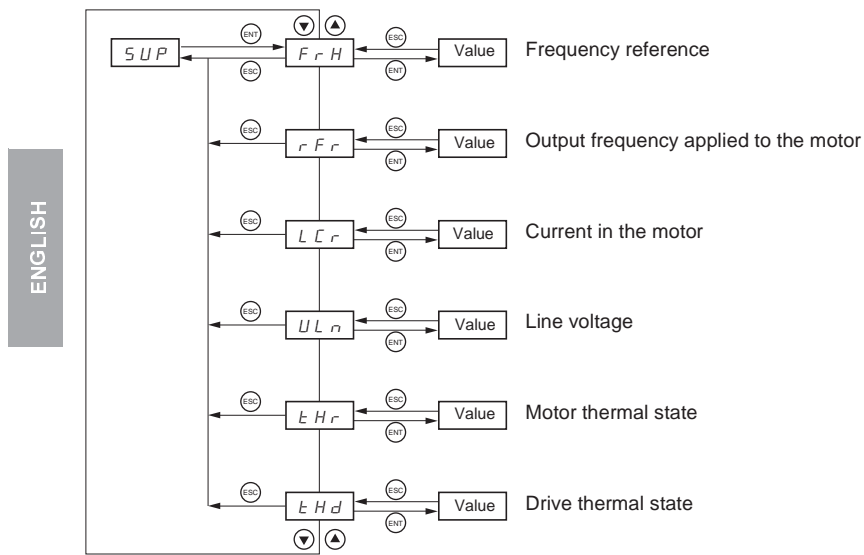 ENT ESC
SUP FrH Value Frequency reference
ESC ENT
ESC ESC
rFr Value Output frequency applied to the motor
ENT
ESC ESC
LCr Value Current in the motor
ENT
ENGLISH
ESC ESC
ULn Value Line voltage
ENT
ESC ESC
tHr Value Motor thermal state
ENT
ESC ESC
tHd Value Drive thermal state
ENT